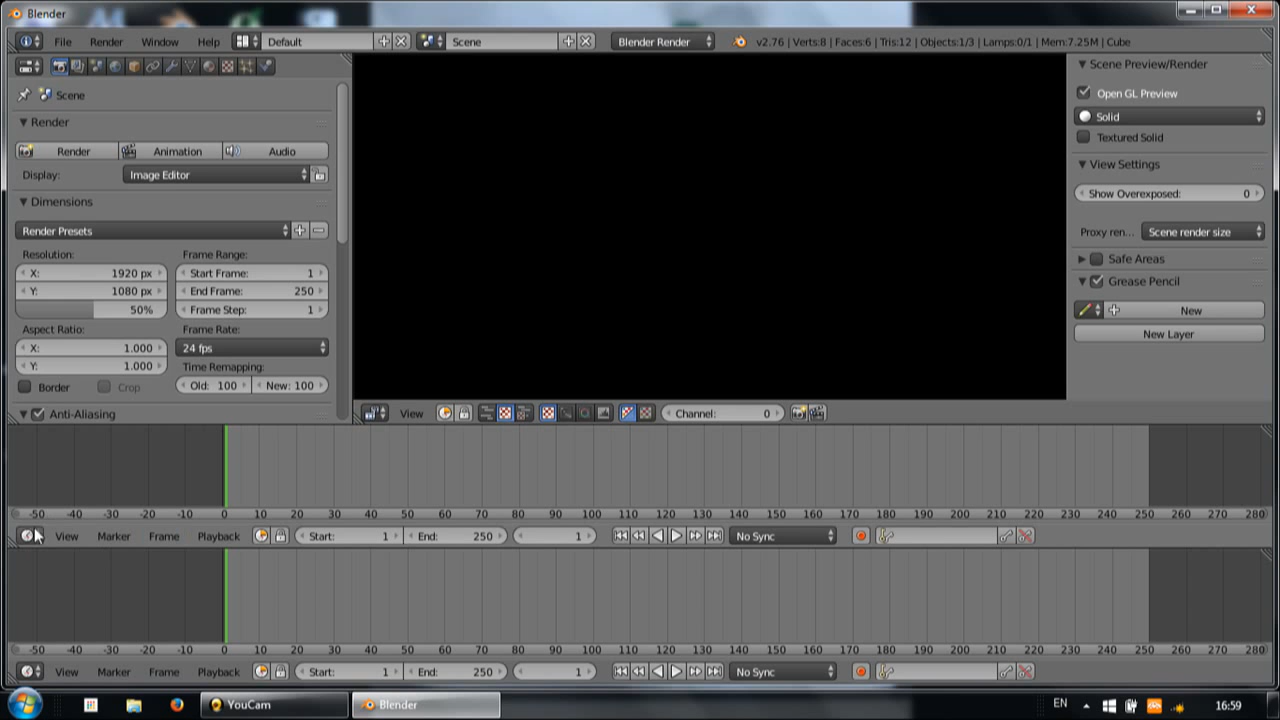 Blender
File Render Window Help Default Scene Blender Render v2.76 | Verts:8 | Faces:6 | Tris:12 | Objects:1/3 | Lamps:0/1 | Mem:7.25M | Cube
Scene
Render
Render Animation Audio
Display: Image Editor
Dimensions
Render Presets
Resolution: Frame Range:
X: 1920 px Start Frame: 1
Y: 1080 px End Frame: 250
50% Frame Step: 1
Aspect Ratio: Frame Rate:
X: 1.000 24 fps
Y: 1.000 Time Remapping:
Border Crop Old: 100 New: 100
Anti-Aliasing
View Channel: 0
Scene Preview/Render
Open GL Preview
Solid
Textured Solid
View Settings
Show Overexposed: 0
Proxy ren... Scene render size
Safe Areas
Grease Pencil
New
New Layer
-50 -40 -30 -20 -10 0 10 20 30 40 50 60 70 80 90 100 110 120 130 140 150 160 170 180 190 200 210 220 230 240 250 260 270 280
View Marker Frame Playback Start: 1 End: 250 1 No Sync
-50 -40 -30 -20 -10 0 10 20 30 40 50 60 70 80 90 100 110 120 130 140 150 160 170 180 190 200 210 220 230 240 250 260 270 280
View Marker Frame Playback Start: 1 End: 250 1 No Sync
YouCam Blender EN 16:59